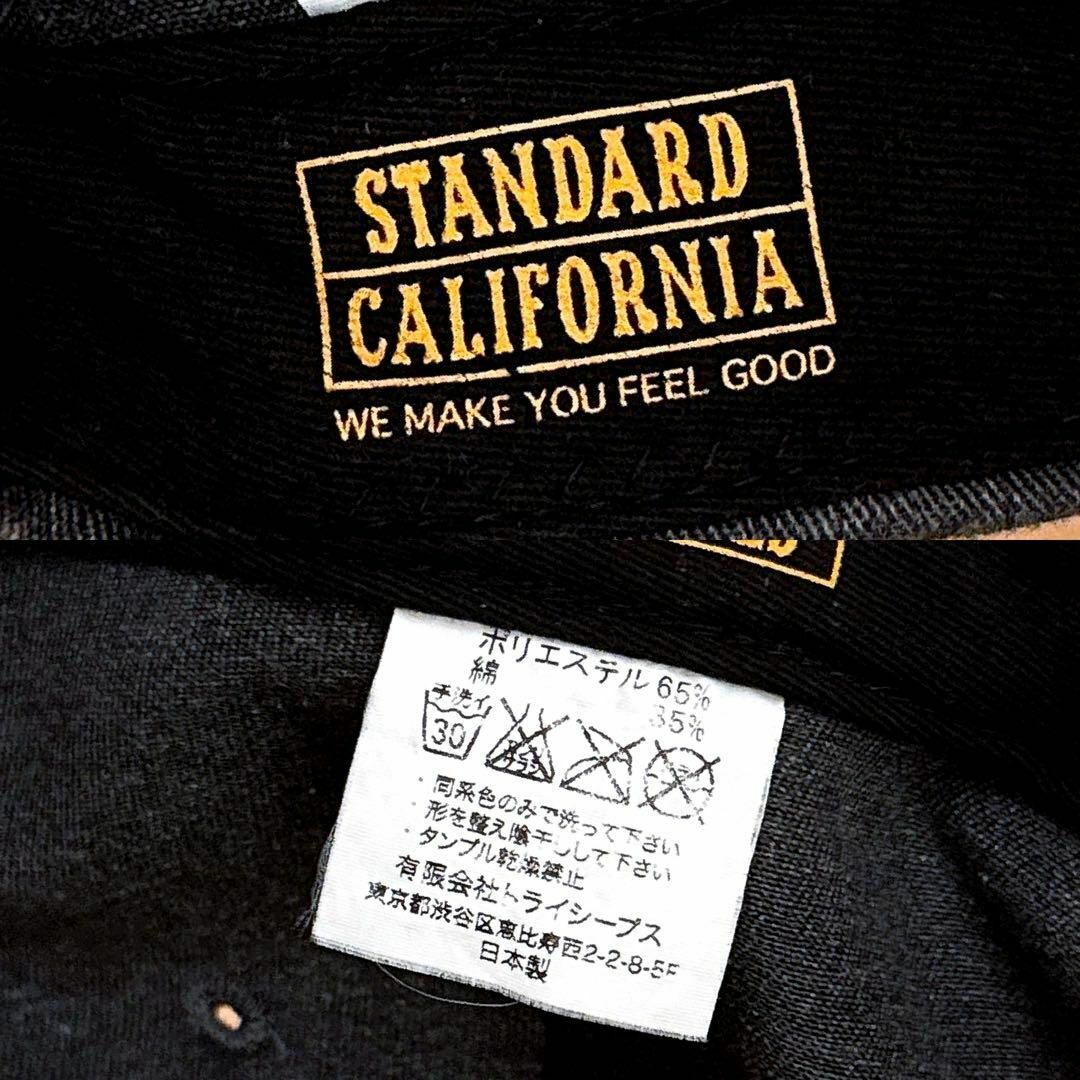 STANDARD
CALIFORNIA
WE MAKE YOU FEEL GOOD
ポリエステル 65%
綿 35%
手洗イ
30
・同系色のみで洗って下さい
・形を整え陰干しして下さい
・タンブル乾燥禁止
有限会社トライシープス
東京都渋谷区恵比寿西2-2-8-5F
日本製